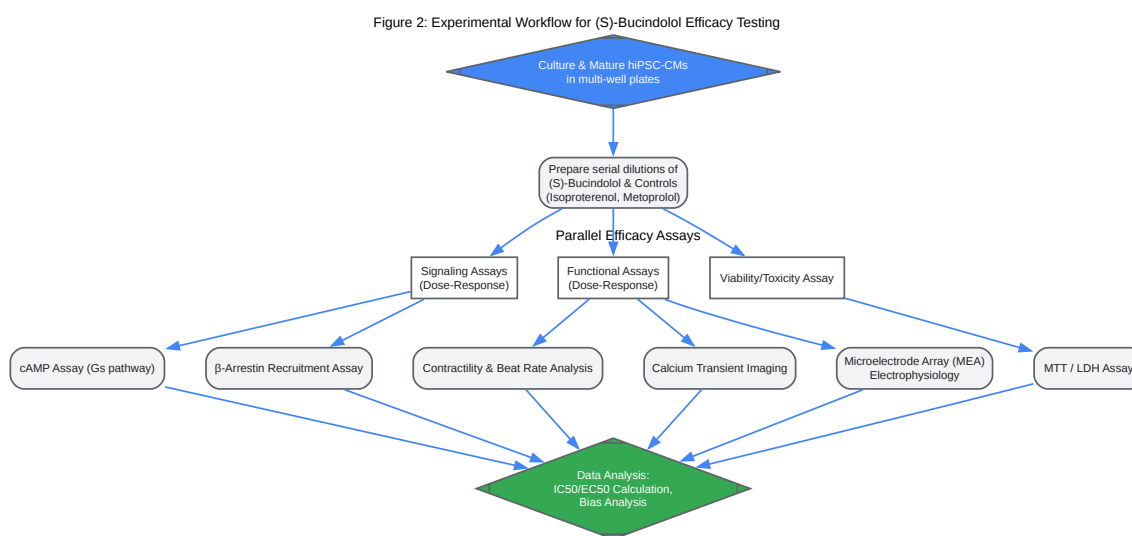 Figure 2: Experimental Workflow for (S)-Bucindolol Efficacy Testing
Culture & Mature hiPSC-CMs
in multi-well plates
Prepare serial dilutions of
(S)-Bucindolol & Controls
(Isoproterenol, Metoprolol)
Parallel Efficacy Assays
Signaling Assays
(Dose-Response)
Functional Assays
(Dose-Response)
Viability/Toxicity Assay
cAMP Assay (Gs pathway)
β-Arrestin Recruitment Assay
Contractility & Beat Rate Analysis
Calcium Transient Imaging
Microelectrode Array (MEA)
Electrophysiology
MTT / LDH Assay
Data Analysis:
IC50/EC50 Calculation,
Bias Analysis